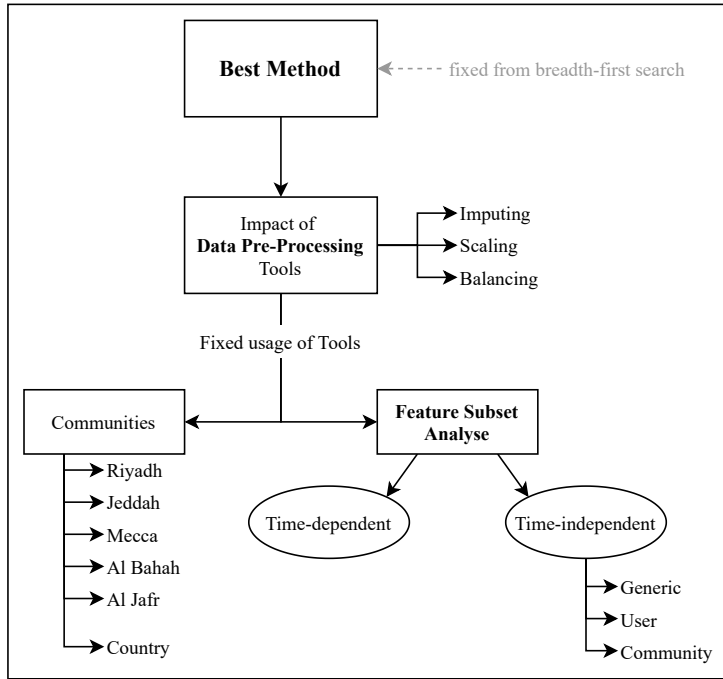 Best Method
fixed from breadth-first search
Impact of
Data Pre-Processing
Tools
Imputing
Scaling
Balancing
Fixed usage of Tools
Communities
Riyadh
Jeddah
Mecca
Al Bahah
Al Jafr
Country
Feature Subset
Analyse
Time-dependent
Time-independent
Generic
User
Community